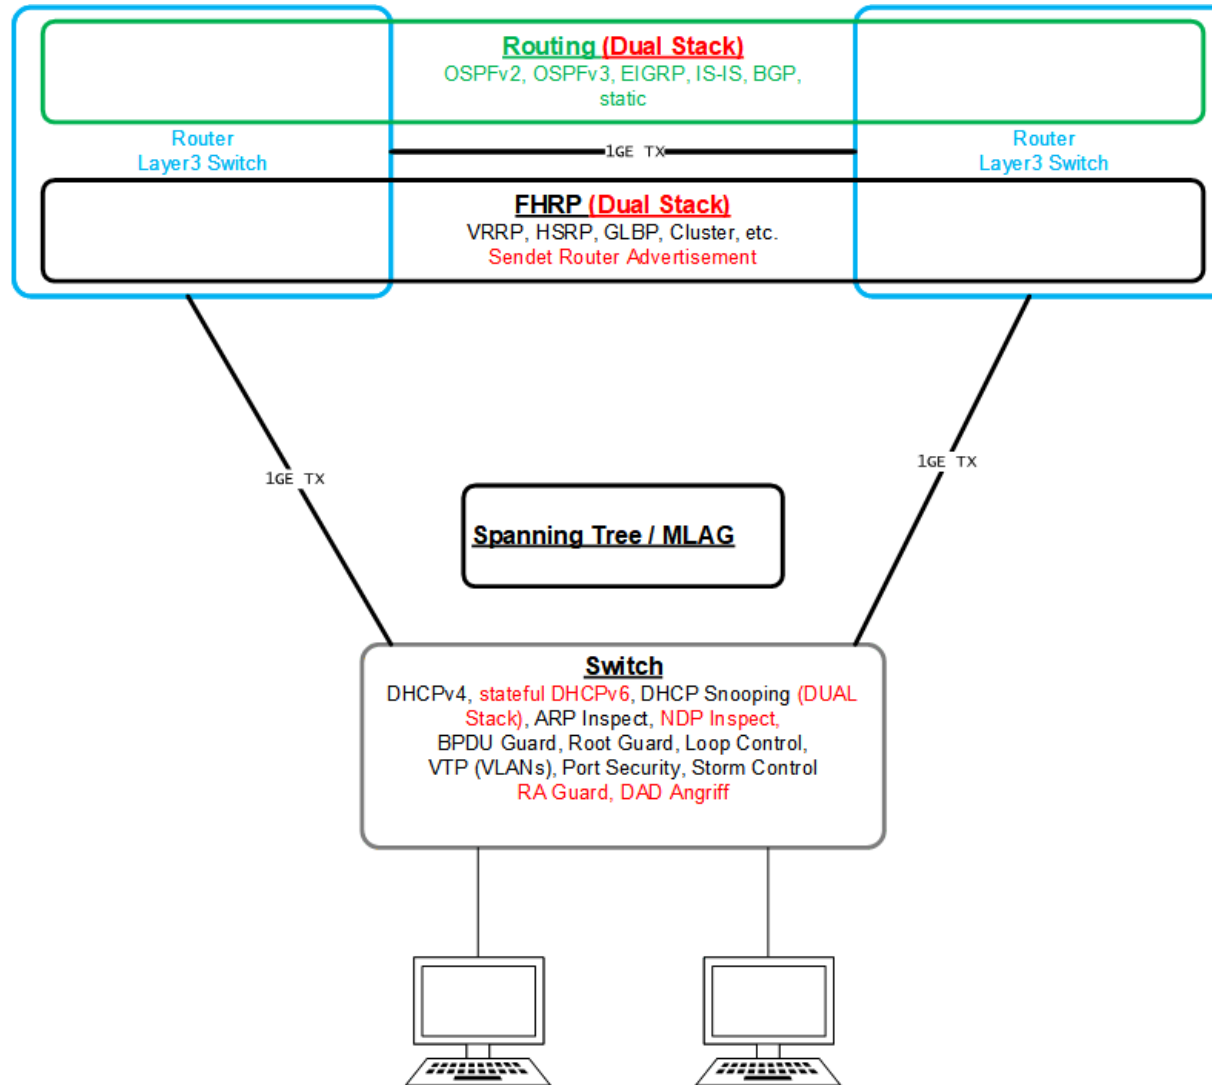 Routing (Dual Stack)
OSPFv2, OSPFv3, EIGRP, IS-IS, BGP,
static
Router
Layer3 Switch
1GE TX
Router
Layer3 Switch
FHRP (Dual Stack)
VRRP, HSRP, GLBP, Cluster, etc.
Sendet Router Advertisement
1GE TX
1GE TX
Spanning Tree / MLAG
Switch
DHCPv4, stateful DHCPv6, DHCP Snooping (DUAL
Stack), ARP Inspect, NDP Inspect,
BPDU Guard, Root Guard, Loop Control,
VTP (VLANs), Port Security, Storm Control
RA Guard, DAD Angriff